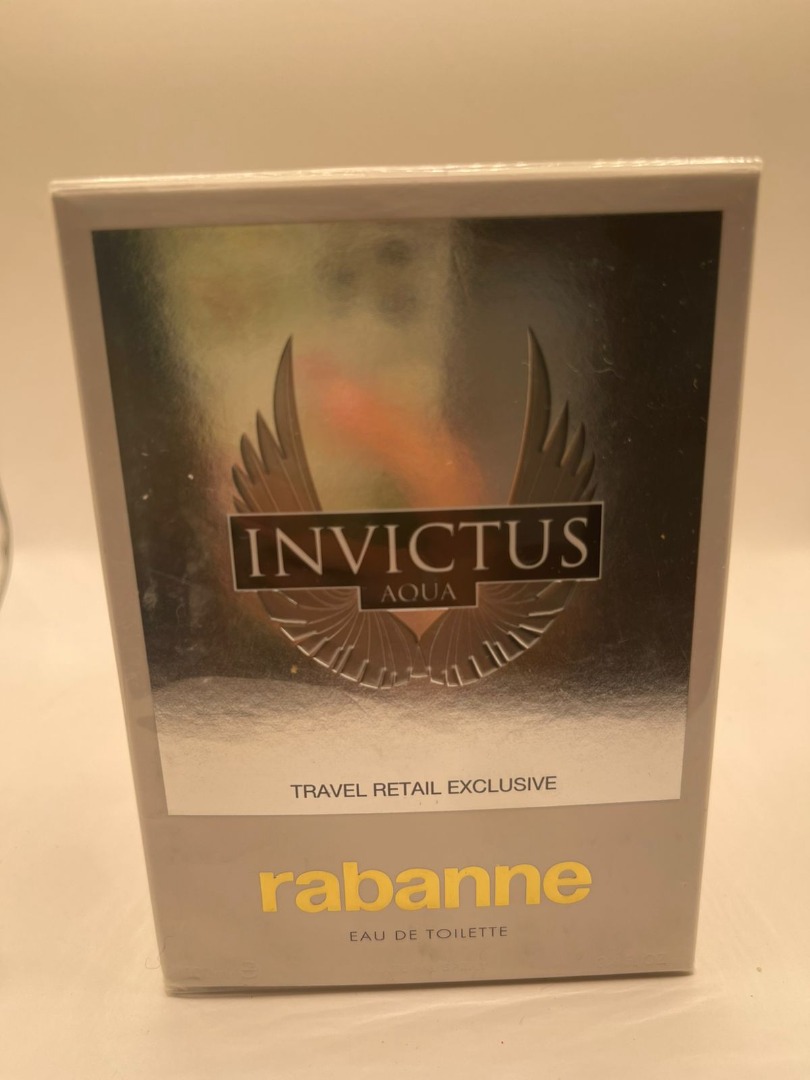 INVICTUS
AQUA
TRAVEL RETAIL EXCLUSIVE
rabanne
EAU DE TOILETTE